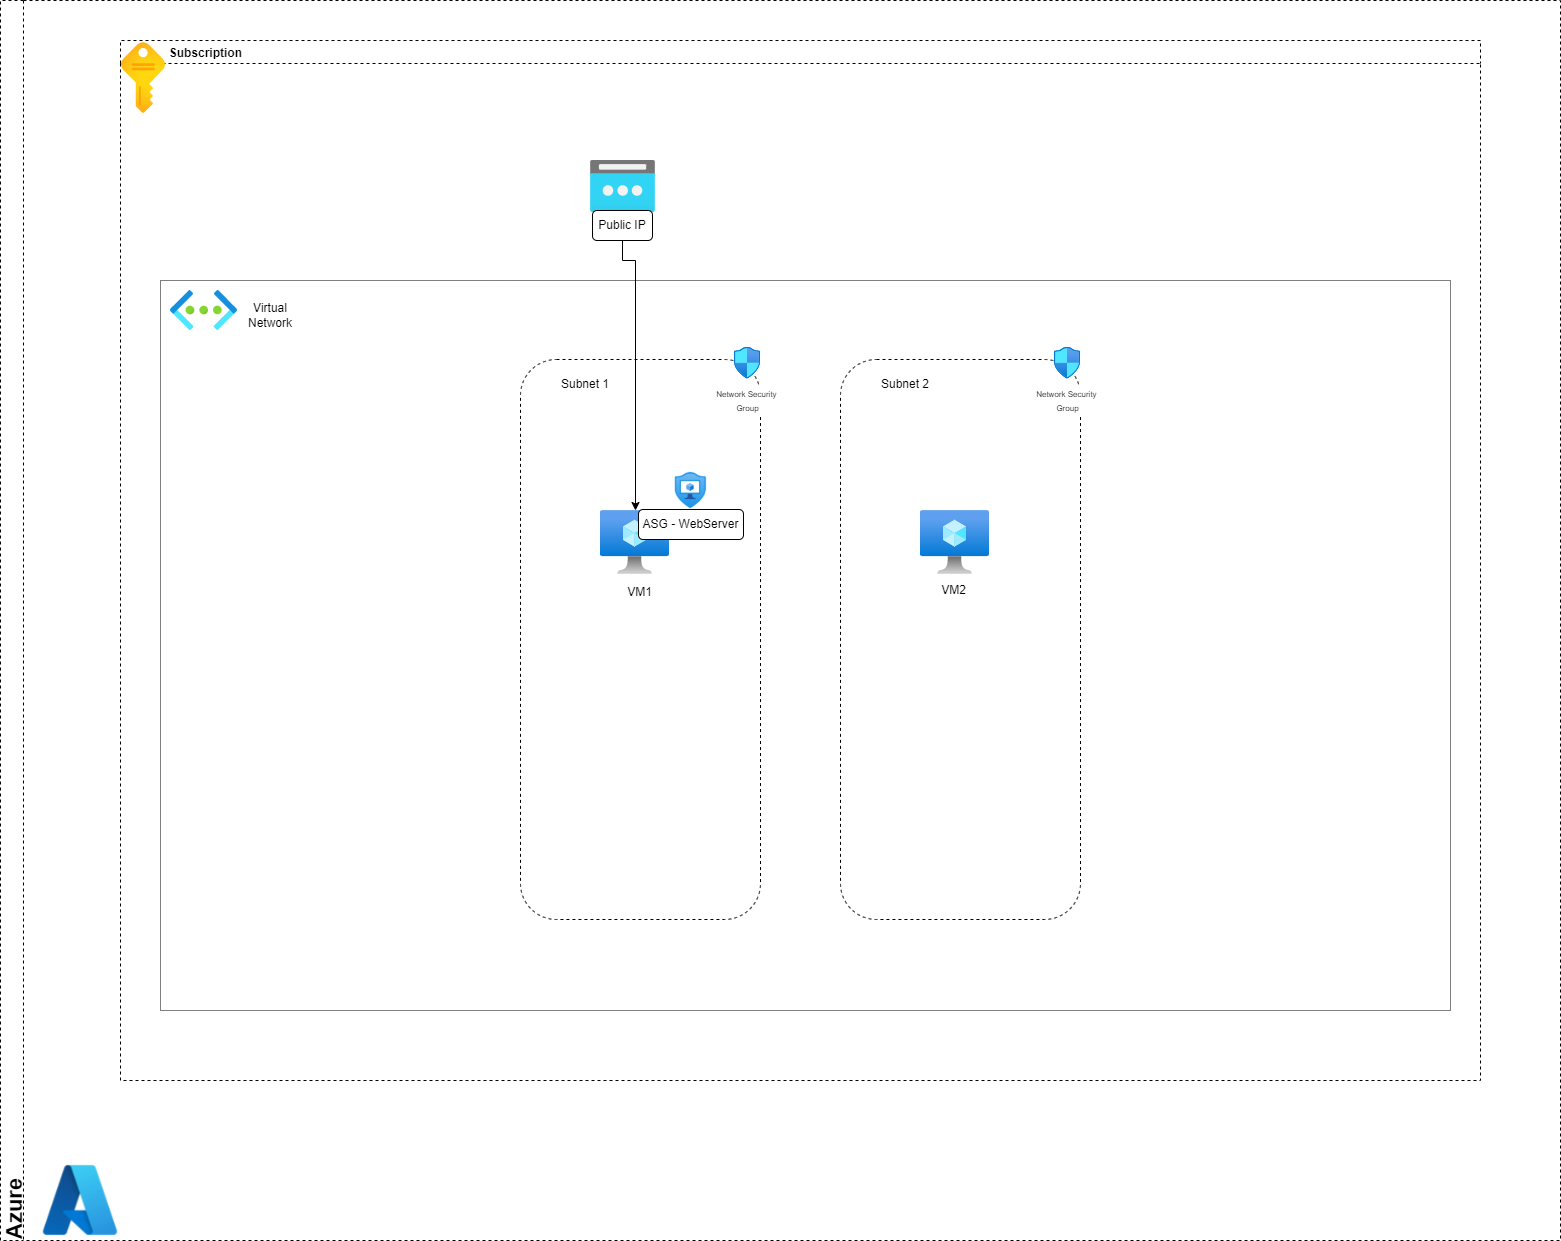 Subscription
Public IP
Virtual
Network
Subnet 1
Network Security
Group
Subnet 2
Network Security
Group
ASG - WebServer
VM1
VM2
Azure